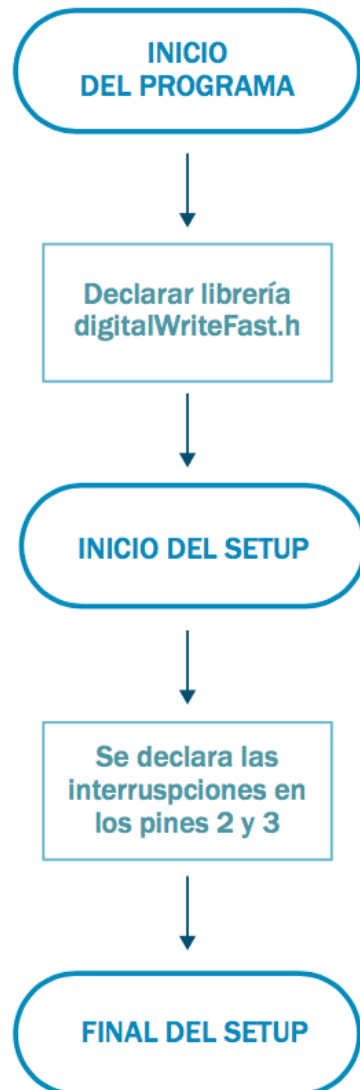 INICIO
DEL PROGRAMA
Declarar librería
digitalWriteFast.h
INICIO DEL SETUP
Se declara las
interruspciones en
los pines 2 y 3
FINAL DEL SETUP